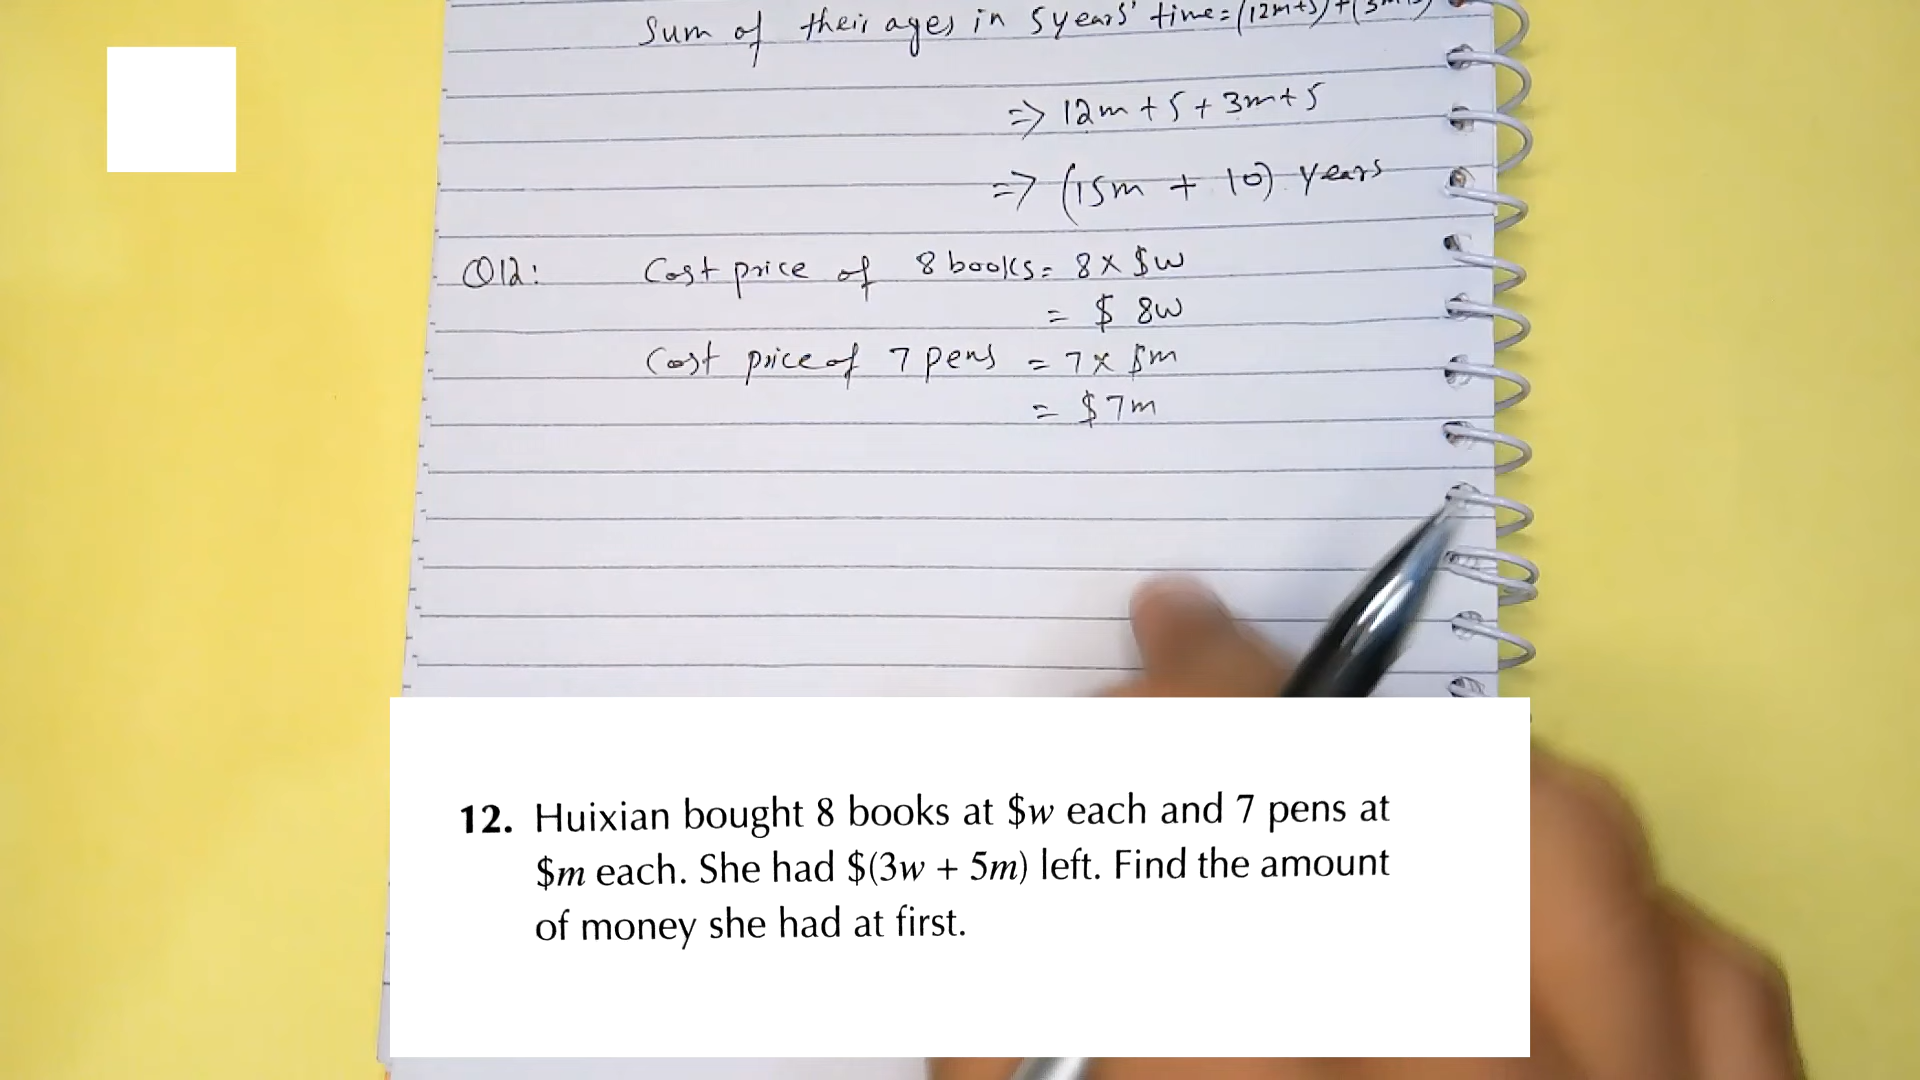 Sum of their ages in 5 years' time = (12m+5) + (3m
=> 12m + 5 + 3m + 5
=> (15m + 10) years
Q12: Cost price of 8 books = 8 x $w
= $ 8w
Cost price of 7 pens = 7 x $m
= $7m
12. Huixian bought 8 books at $w each and 7 pens at
$m each. She had $(3w + 5m) left. Find the amount
of money she had at first.